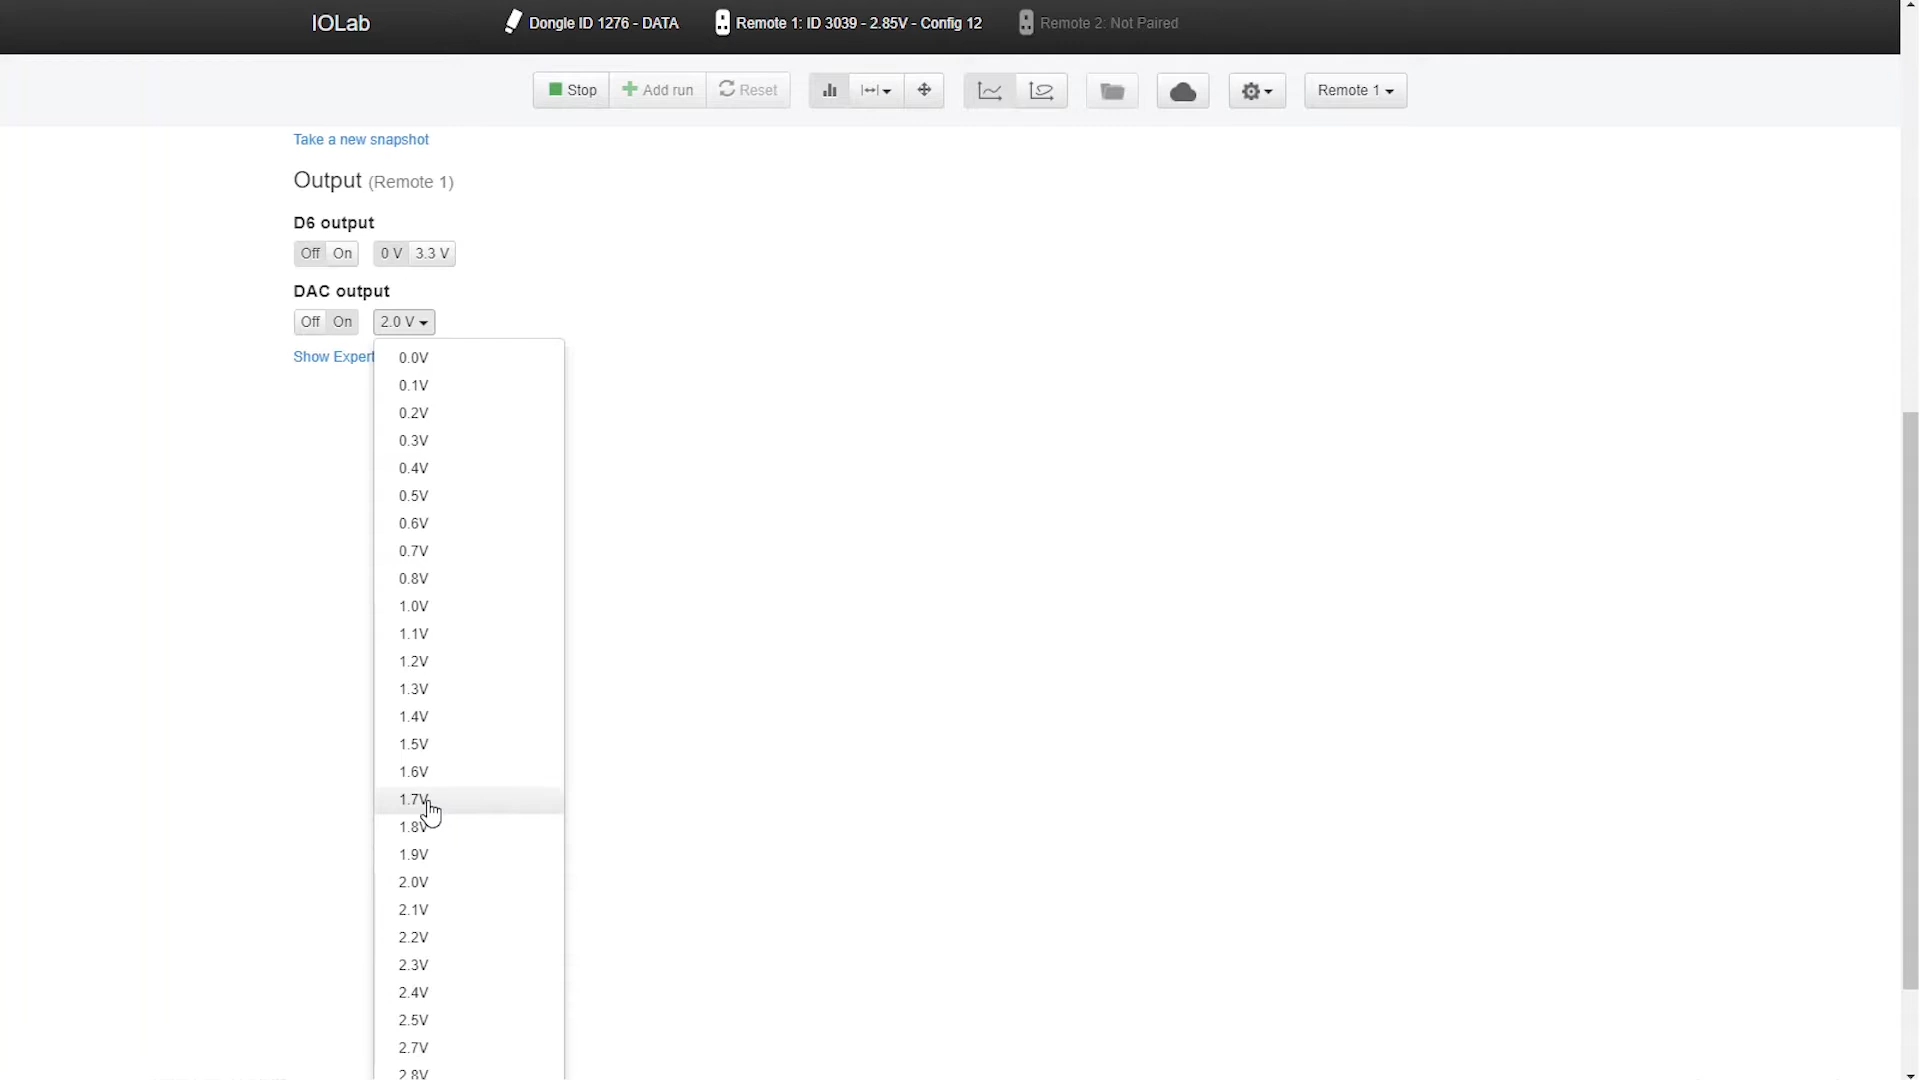 IOLab
Dongle ID 1276 - DATA
Remote 1: ID 3039 - 2.85V - Config 12
Remote 2: Not Paired
Stop
Add run
Reset
Remote 1
Take a new snapshot
Output (Remote 1)
D6 output
Off On 0 V 3.3 V
DAC output
Off On 2.0 V
Show Expert
0.0V
0.1V
0.2V
0.3V
0.4V
0.5V
0.6V
0.7V
0.8V
1.0V
1.1V
1.2V
1.3V
1.4V
1.5V
1.6V
1.7V
1.8V
1.9V
2.0V
2.1V
2.2V
2.3V
2.4V
2.5V
2.7V
2.8V